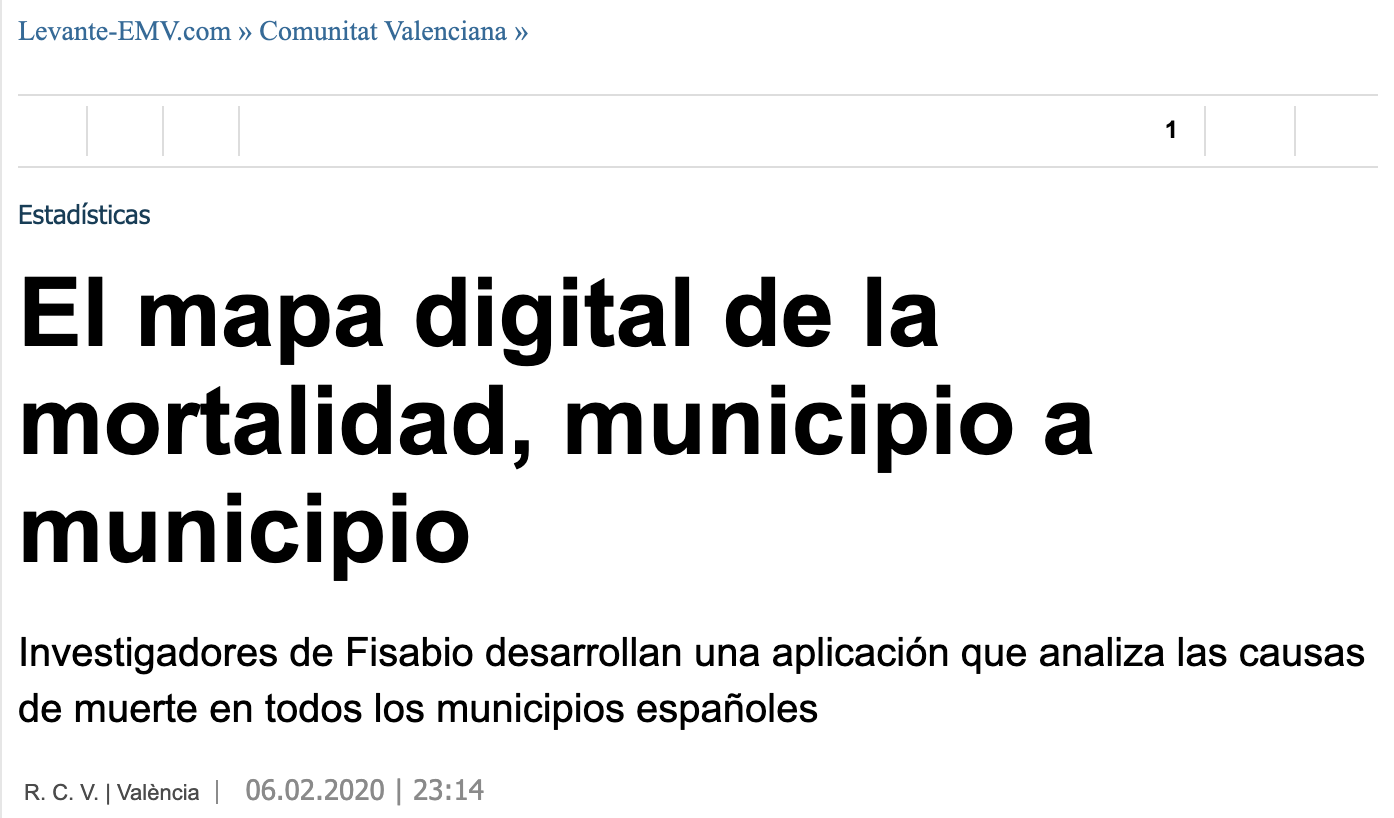 Levante-EMV.com » Comunitat Valenciana »
1
Estadísticas
El mapa digital de la
mortalidad, municipio a
municipio
Investigadores de Fisabio desarrollan una aplicación que analiza las causas
de muerte en todos los municipios españoles
R. C. V. | València | 06.02.2020 | 23:14